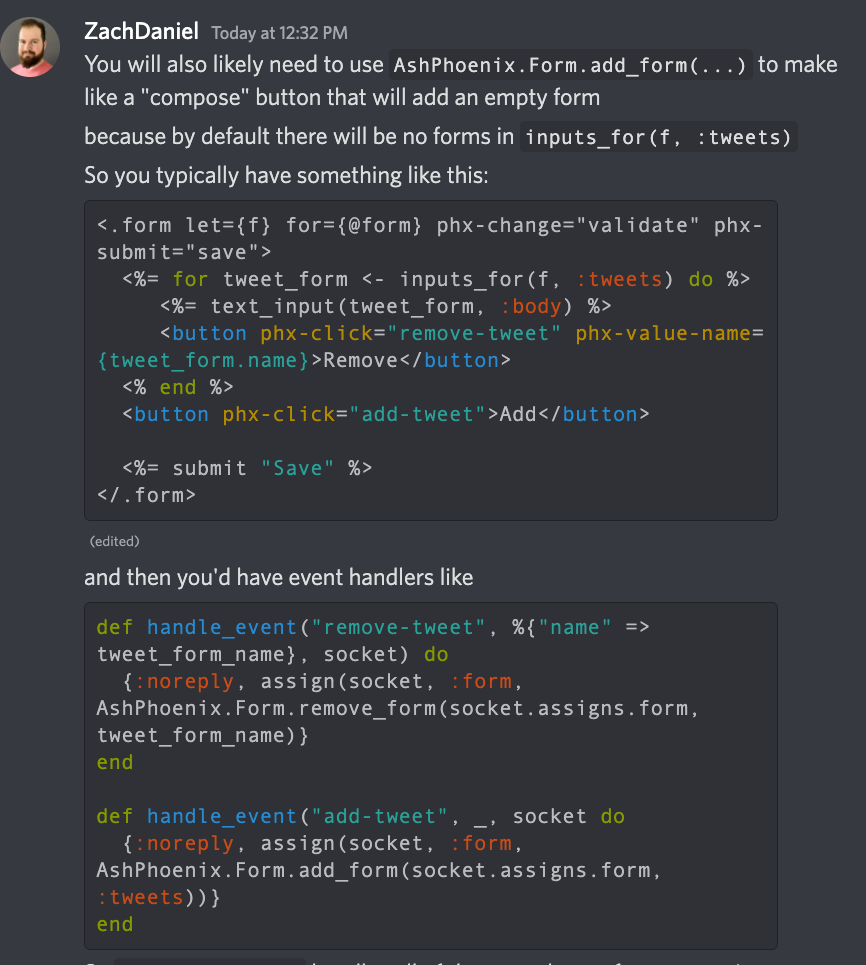 ZachDaniel Today at 12:32 PM
You will also likely need to use AshPhoenix.Form.add_form(...) to make
like a "compose" button that will add an empty form
because by default there will be no forms in inputs_for(f, :tweets)
So you typically have something like this:
<.form let={f} for={@form} phx-change="validate" phx-
submit="save">
  <%= for tweet_form <- inputs_for(f, :tweets) do %>
     <%= text_input(tweet_form, :body) %>
     <button phx-click="remove-tweet" phx-value-name=
{tweet_form.name}>Remove</button>
  <% end %>
  <button phx-click="add-tweet">Add</button>

  <%= submit "Save" %>
</.form>
(edited)
and then you'd have event handlers like
def handle_event("remove-tweet", %{"name" =>
tweet_form_name}, socket) do
  {:noreply, assign(socket, :form,
AshPhoenix.Form.remove_form(socket.assigns.form,
tweet_form_name)}
end

def handle_event("add-tweet", _, socket do
  {:noreply, assign(socket, :form,
AshPhoenix.Form.add_form(socket.assigns.form,
:tweets))}
end